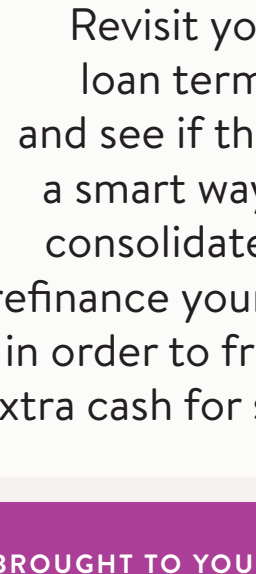 Revisit yo
loan term
and see if th
a smart way
consolidate
refinance your
in order to fr
xtra cash for s
BROUGHT TO YOU